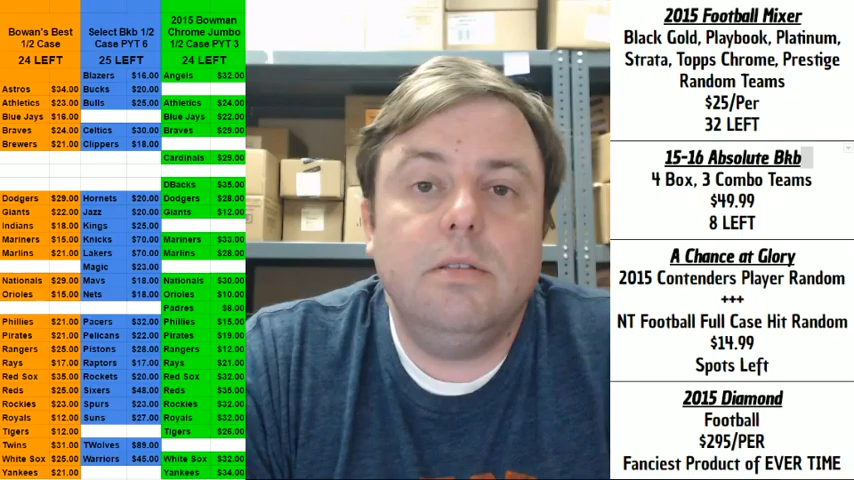 Bowan's Best
1/2 Case
24 LEFT
Astros $34.00
Athletics $23.00
Blue Jays $16.00
Braves $24.00
Brewers $21.00
Dodgers $29.00
Giants $22.00
Indians $18.00
Mariners $15.00
Marlins $21.00
Nationals $29.00
Orioles $15.00
Phillies $21.00
Pirates $21.00
Rangers $25.00
Rays $17.00
Red Sox $35.00
Reds $25.00
Rockies $23.00
Royals $12.00
Tigers $12.00
Twins $31.00
White Sox $25.00
Yankees $21.00
Select Bkb 1/2
Case PYT 6
25 LEFT
Blazers $16.00
Bucks $20.00
Bulls $25.00
Celtics $30.00
Clippers $18.00
Hornets $20.00
Jazz $20.00
Kings $25.00
Knicks $70.00
Lakers $70.00
Magic $23.00
Mavs $18.00
Nets $18.00
Pacers $32.00
Pelicans $22.00
Pistons $28.00
Raptors $17.00
Rockets $20.00
Sixers $48.00
Spurs $23.00
Suns $27.00
TWolves $89.00
Warriors $45.00
2015 Bowman
Chrome Jumbo
1/2 Case PYT 3
24 LEFT
Angels $32.00
Athletics $24.00
Blue Jays $22.00
Braves $29.00
Cardinals $29.00
DBacks $35.00
Dodgers $28.00
Giants $12.00
Mariners $33.00
Marlins $28.00
Nationals $30.00
Orioles $10.00
Padres $8.00
Phillies $15.00
Pirates $19.00
Rangers $12.00
Rays $21.00
Red Sox $32.00
Reds $35.00
Rockies $32.00
Royals $32.00
Tigers $26.00
White Sox $32.00
Yankees $34.00
2015 Football Mixer
Black Gold, Playbook, Platinum,
Strata, Topps Chrome, Prestige
Random Teams
$25/Per
32 LEFT
15-16 Absolute Bkb
4 Box, 3 Combo Teams
$49.99
8 LEFT
A Chance at Glory
2015 Contenders Player Random
+++
NT Football Full Case Hit Random
$14.99
Spots Left
2015 Diamond
Football
$295/PER
Fanciest Product of EVER TIME